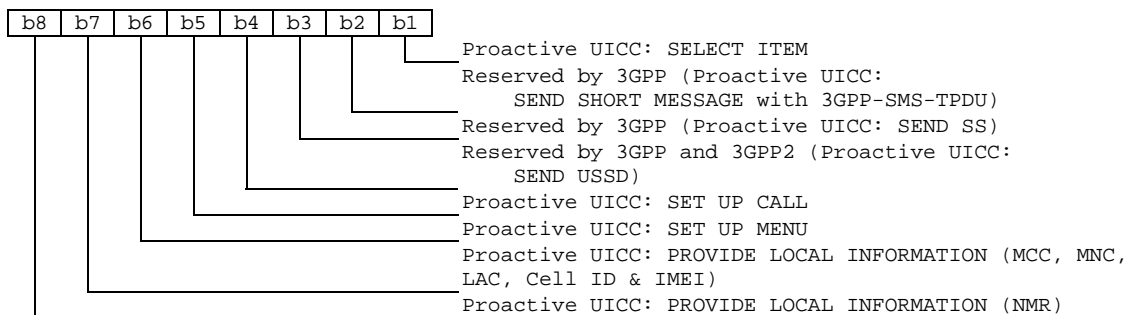 b8 b7 b6 b5 b4 b3 b2 b1
Proactive UICC: SELECT ITEM
Reserved by 3GPP (Proactive UICC:
SEND SHORT MESSAGE with 3GPP-SMS-TPDU)
Reserved by 3GPP (Proactive UICC: SEND SS)
Reserved by 3GPP and 3GPP2 (Proactive UICC:
SEND USSD)
Proactive UICC: SET UP CALL
Proactive UICC: SET UP MENU
Proactive UICC: PROVIDE LOCAL INFORMATION (MCC, MNC,
LAC, Cell ID & IMEI)
Proactive UICC: PROVIDE LOCAL INFORMATION (NMR)